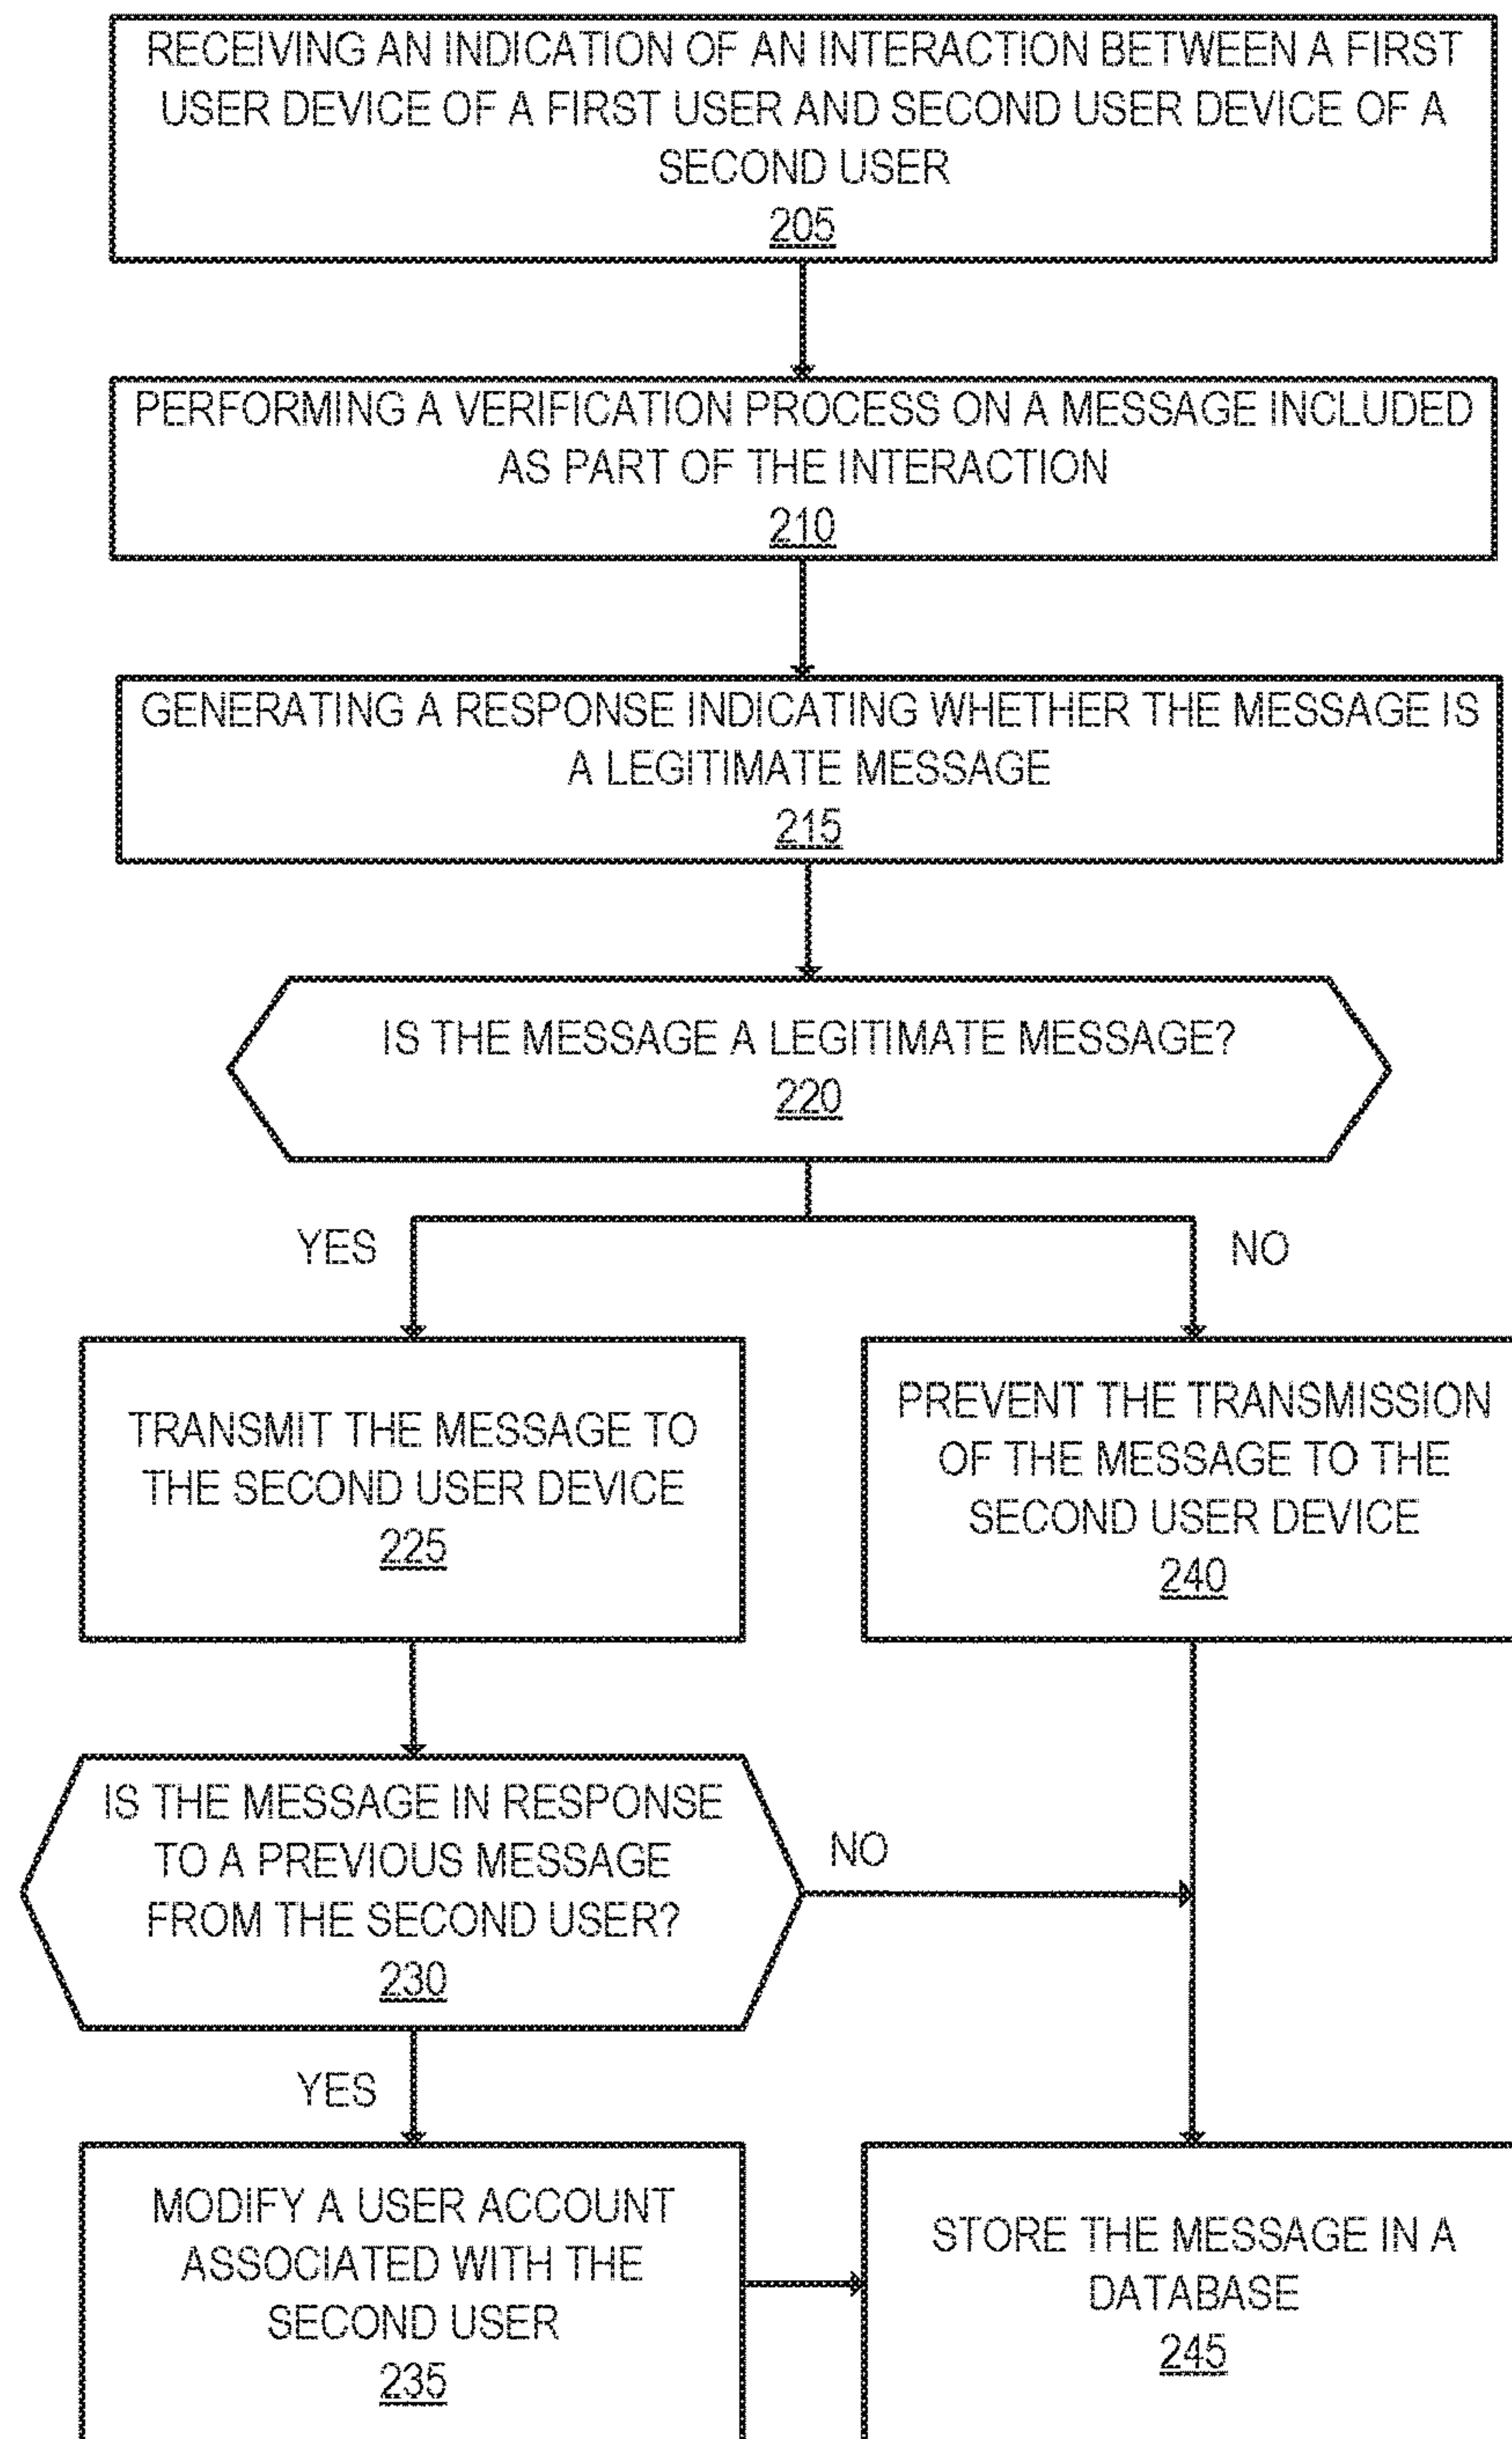 RECEIVING AN INDICATION OF AN INTERACTION BETWEEN A FIRST
USER DEVICE OF A FIRST USER AND SECOND USER DEVICE OF A
SECOND USER
205
PERFORMING A VERIFICATION PROCESS ON A MESSAGE INCLUDED
AS PART OF THE INTERACTION
210
GENERATING A RESPONSE INDICATING WHETHER THE MESSAGE IS
A LEGITIMATE MESSAGE
215
IS THE MESSAGE A LEGITIMATE MESSAGE?
220
YES
NO
TRANSMIT THE MESSAGE TO
THE SECOND USER DEVICE
225
PREVENT THE TRANSMISSION
OF THE MESSAGE TO THE
SECOND USER DEVICE
240
IS THE MESSAGE IN RESPONSE
TO A PREVIOUS MESSAGE
FROM THE SECOND USER?
230
NO
YES
MODIFY A USER ACCOUNT
ASSOCIATED WITH THE
SECOND USER
235
STORE THE MESSAGE IN A
DATABASE
245